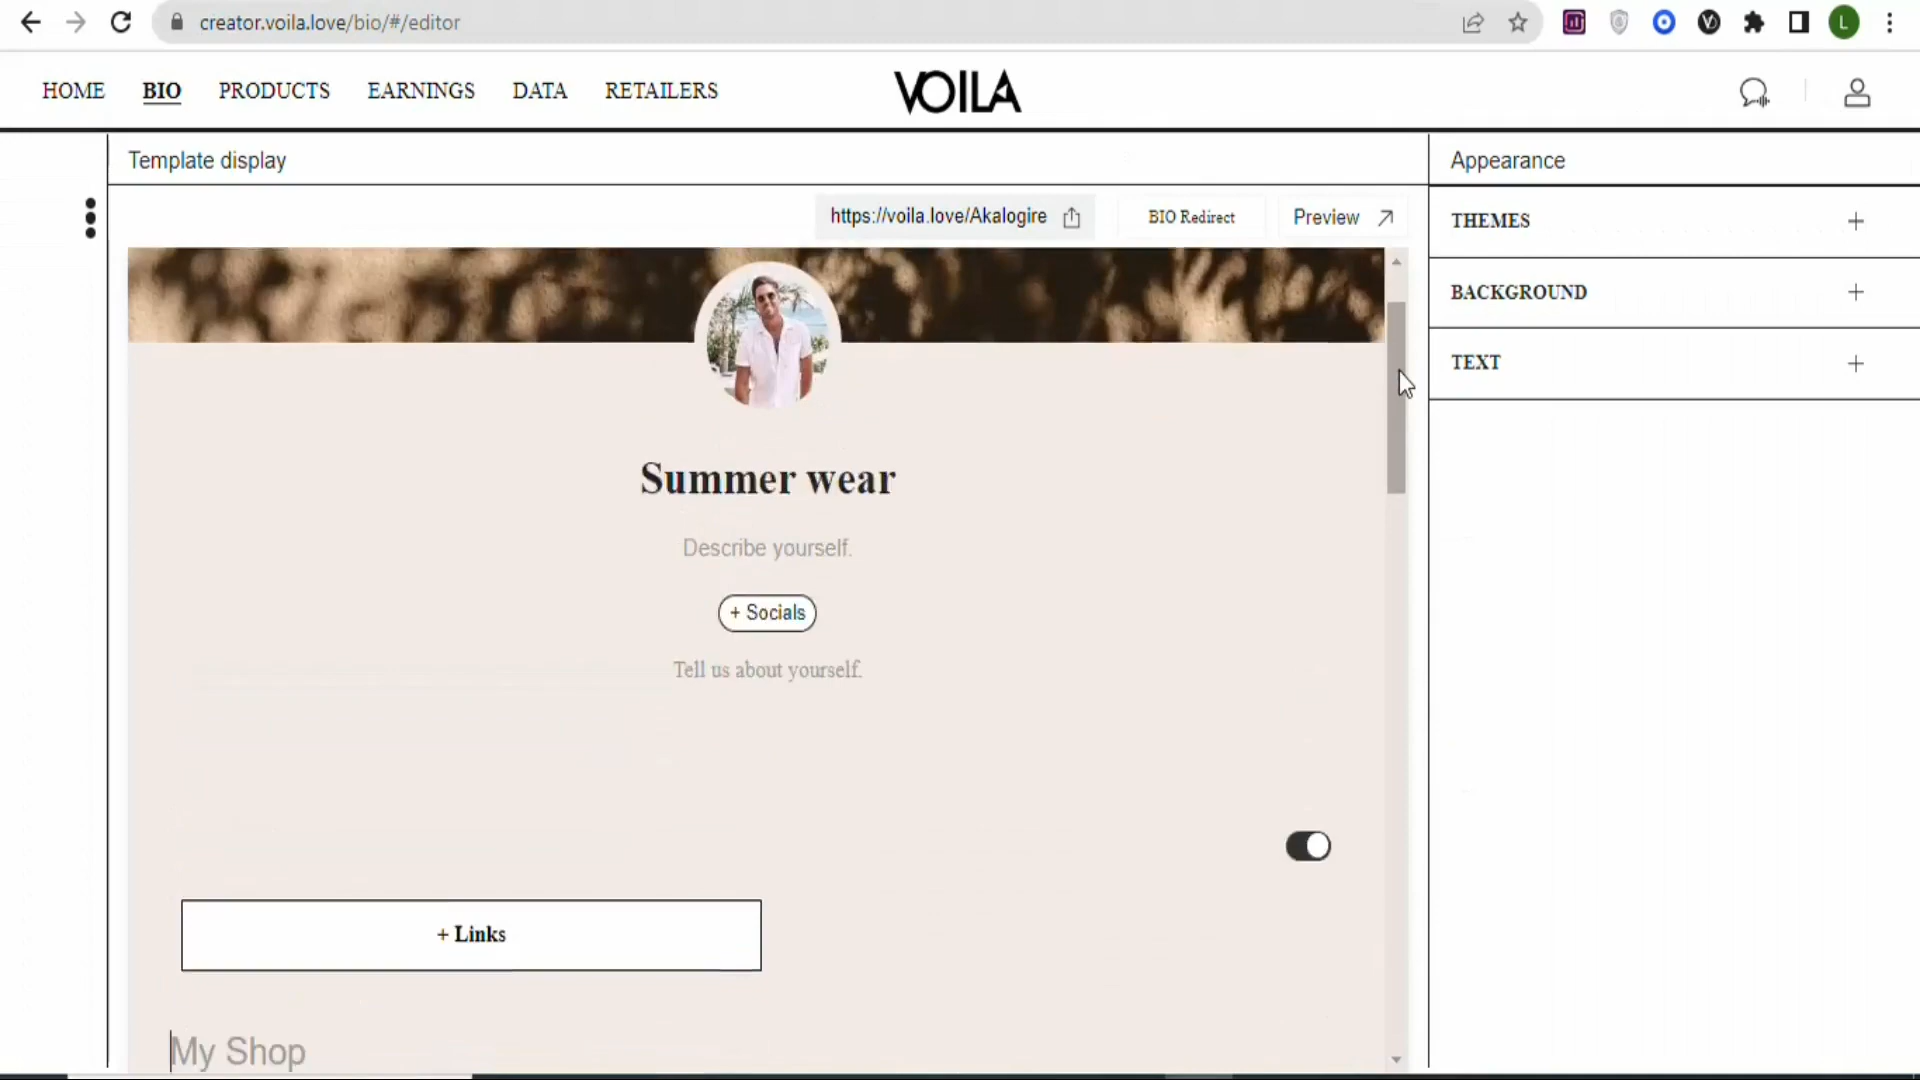 creator.voila.love/bio/#/editor
L
HOME BIO PRODUCTS EARNINGS DATA RETAILERS VOILA
Template display
Appearance
https://voila.love/Akalogire BIO Redirect Preview
THEMES
BACKGROUND
TEXT
Summer wear
Describe yourself.
+ Socials
Tell us about yourself.
+ Links
My Shop